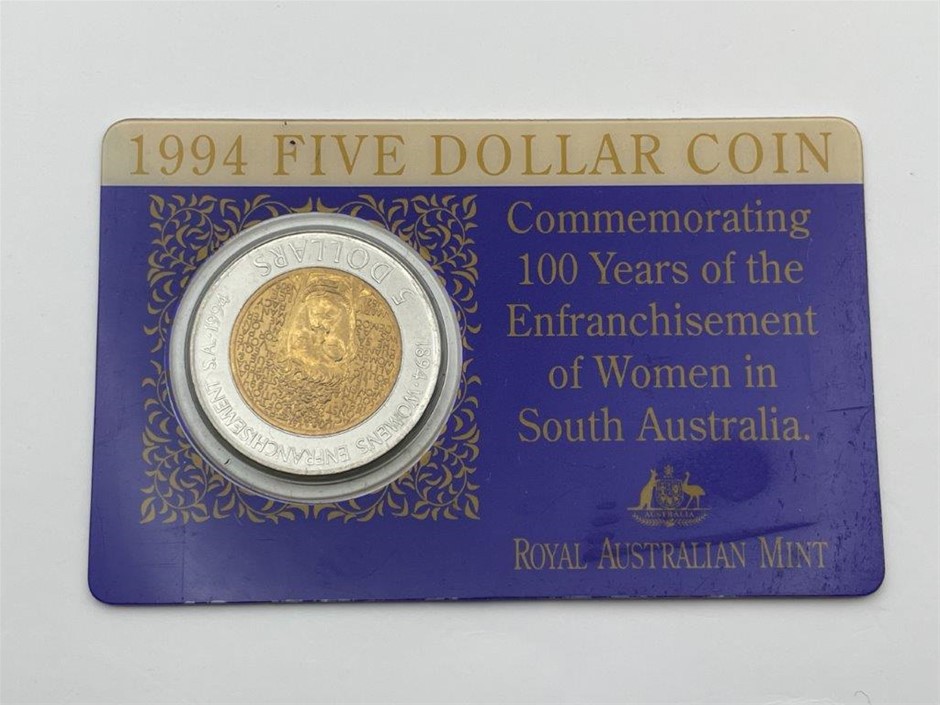 1994 FIVE DOLLAR COIN
Commemorating
100 Years of the
Enfranchisement
of Women in
South Australia.
AUSTRALIA
ROYAL AUSTRALIAN MINT
5 DOLLARS
1894·WOMEN'S ENFRANCHISEMENT S.A.·1994